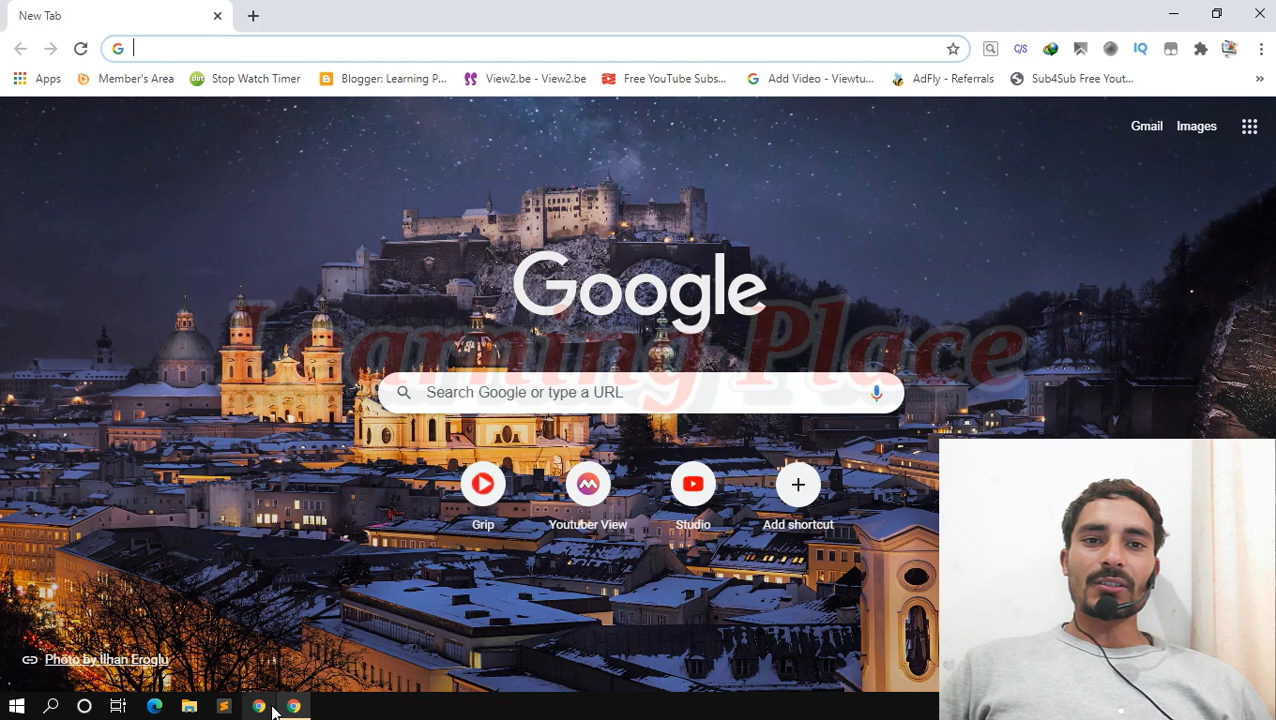 New Tab
Apps
Member's Area
Stop Watch Timer
Blogger: Learning P...
View2.be - View2.be
Free YouTube Subs...
Add Video - Viewtu...
AdFly - Referrals
Sub4Sub Free Yout...
»
Gmail
Images
Google
Learning Place
Search Google or type a URL
Grip
Youtuber View
Studio
Add shortcut
Photo by Ilhan Eroglu